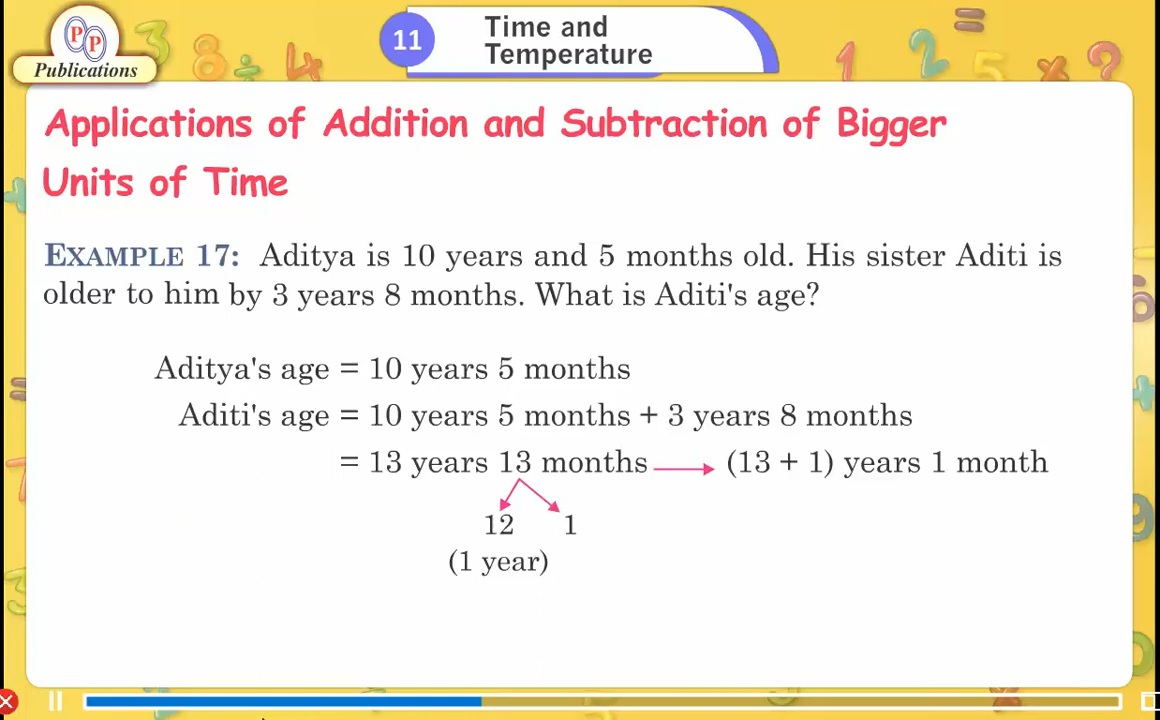 PP
Publications
11
Time and
Temperature
Applications of Addition and Subtraction of Bigger
Units of Time
EXAMPLE 17: Aditya is 10 years and 5 months old. His sister Aditi is
older to him by 3 years 8 months. What is Aditi's age?
Aditya's age = 10 years 5 months
Aditi's age = 10 years 5 months + 3 years 8 months
= 13 years 13 months → (13 + 1) years 1 month
12 1
(1 year)